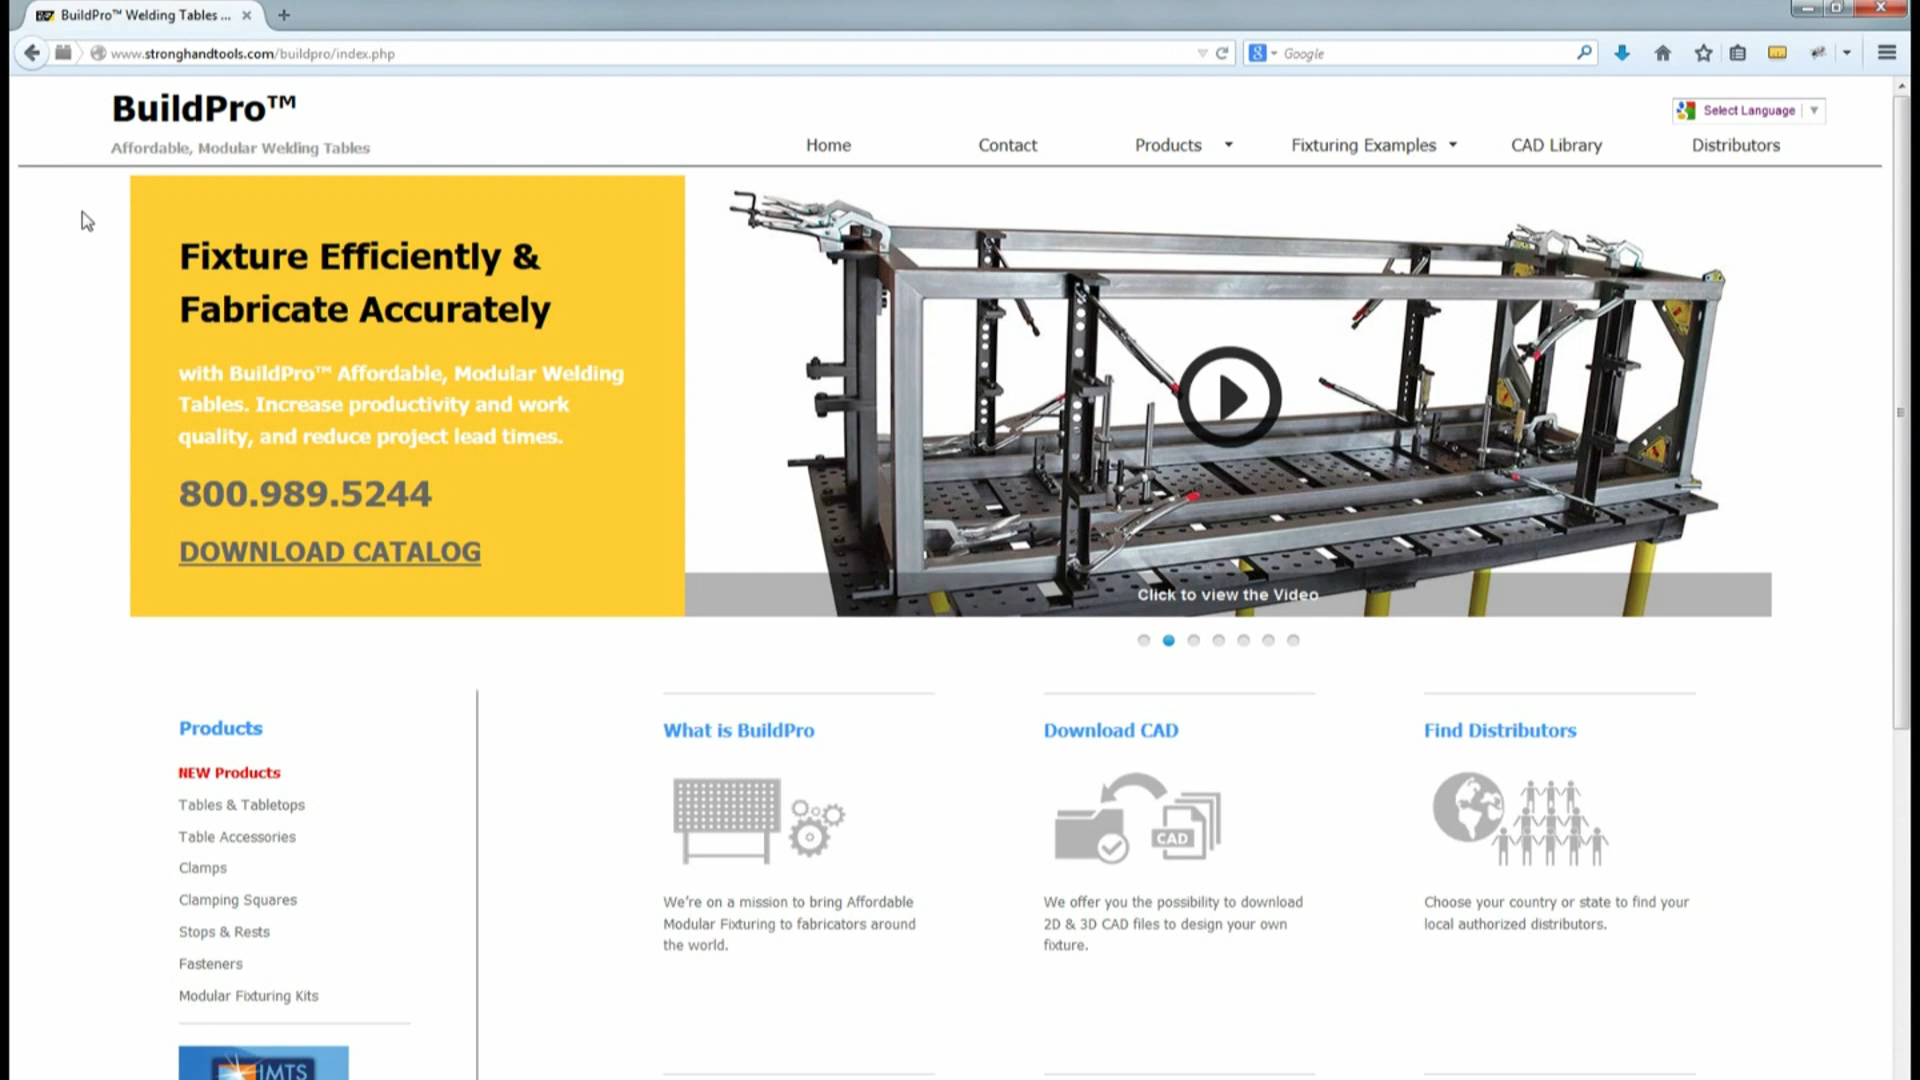 BuildPro™ Welding Tables ...
www.stronghandtools.com/buildpro/index.php
Google
BuildPro™
Affordable, Modular Welding Tables
Select Language
Home
Contact
Products
Fixturing Examples
CAD Library
Distributors
Fixture Efficiently &
Fabricate Accurately
with BuildPro™ Affordable, Modular Welding
Tables. Increase productivity and work
quality, and reduce project lead times.
800.989.5244
DOWNLOAD CATALOG
Click to view the Video
Products
NEW Products
Tables & Tabletops
Table Accessories
Clamps
Clamping Squares
Stops & Rests
Fasteners
Modular Fixturing Kits
IMTS
What is BuildPro
We're on a mission to bring Affordable
Modular Fixturing to fabricators around
the world.
Download CAD
CAD
We offer you the possibility to download
2D & 3D CAD files to design your own
fixture.
Find Distributors
Choose your country or state to find your
local authorized distributors.